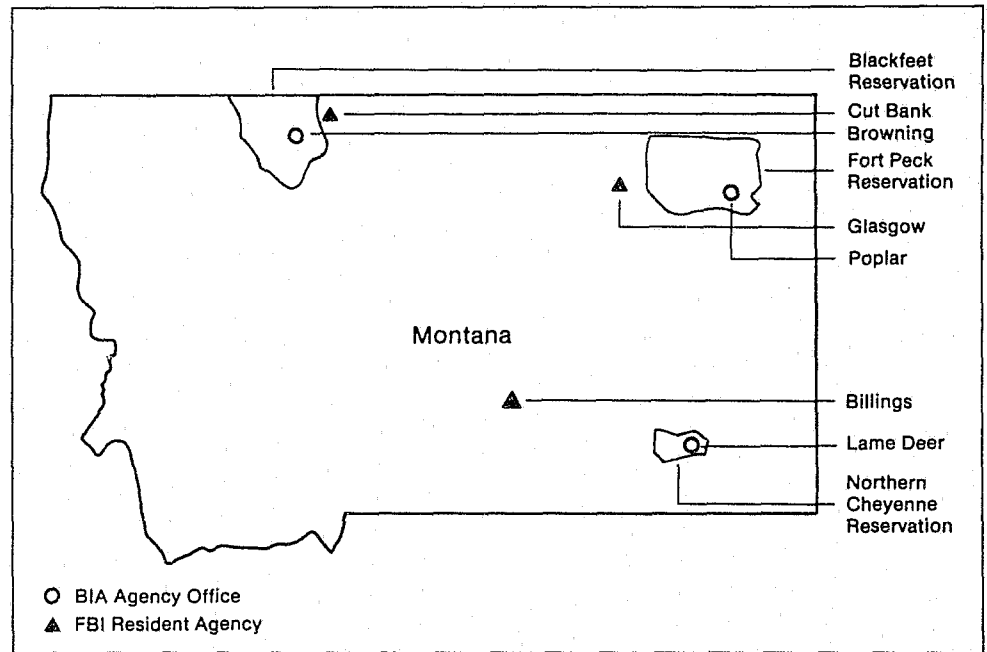 Blackfeet
Reservation
Cut Bank
Browning
Fort Peck
Reservation
Glasgow
Poplar
Montana
Billings
Lame Deer
Northern
Cheyenne
Reservation
BIA Agency Office
FBI Resident Agency